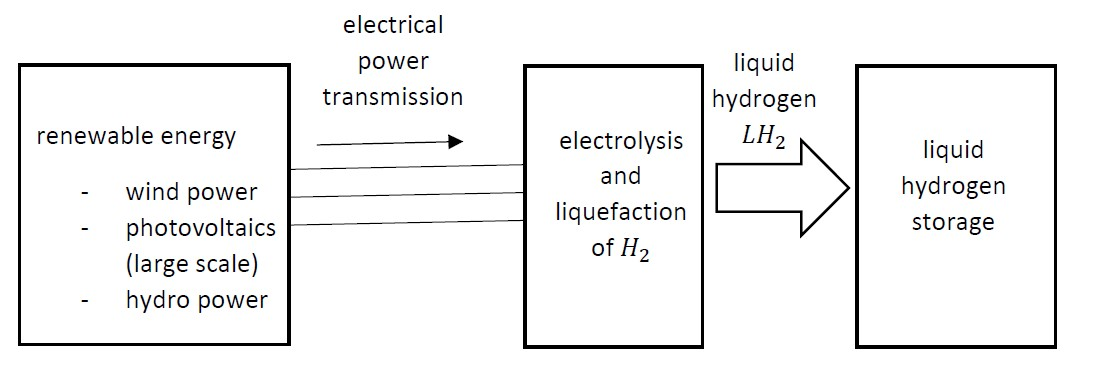 electrical
power
transmission
renewable energy
- wind power
- photovoltaics
(large scale)
- hydro power
electrolysis
and
liquefaction
of H₂
liquid
hydrogen
LH₂
liquid
hydrogen
storage